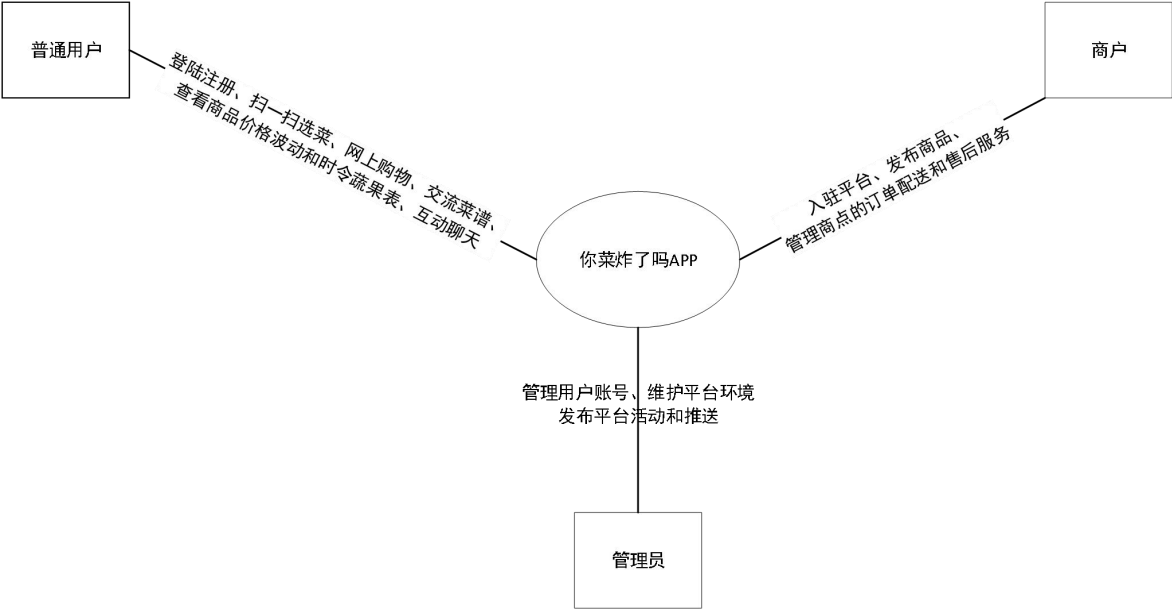 普通用户
商户
登陆注册、扫一扫选菜、网上购物、交流菜谱、
查看商品价格波动和时令蔬果表、互动聊天
入驻平台、发布商品、
管理商点的订单配送和售后服务
你菜炸了吗APP
管理用户账号、维护平台环境
发布平台活动和推送
管理员